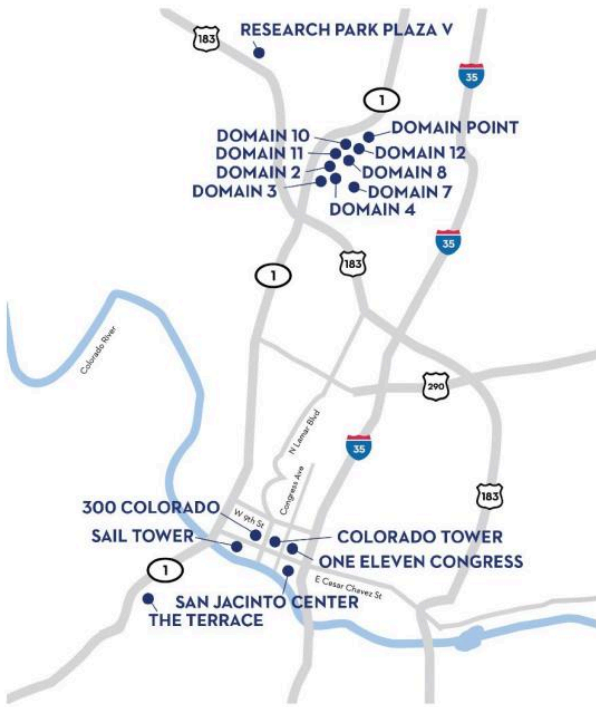 183
RESEARCH PARK PLAZA V
35
1
DOMAIN 10
DOMAIN POINT
DOMAIN 11
DOMAIN 12
DOMAIN 2
DOMAIN 8
DOMAIN 3
DOMAIN 7
DOMAIN 4
35
183
1
Colorado River
290
N Lamar Blvd
35
Congress Ave
183
300 COLORADO
W 9th St
SAIL TOWER
COLORADO TOWER
ONE ELEVEN CONGRESS
1
E Cesar Chavez St
SAN JACINTO CENTER
THE TERRACE